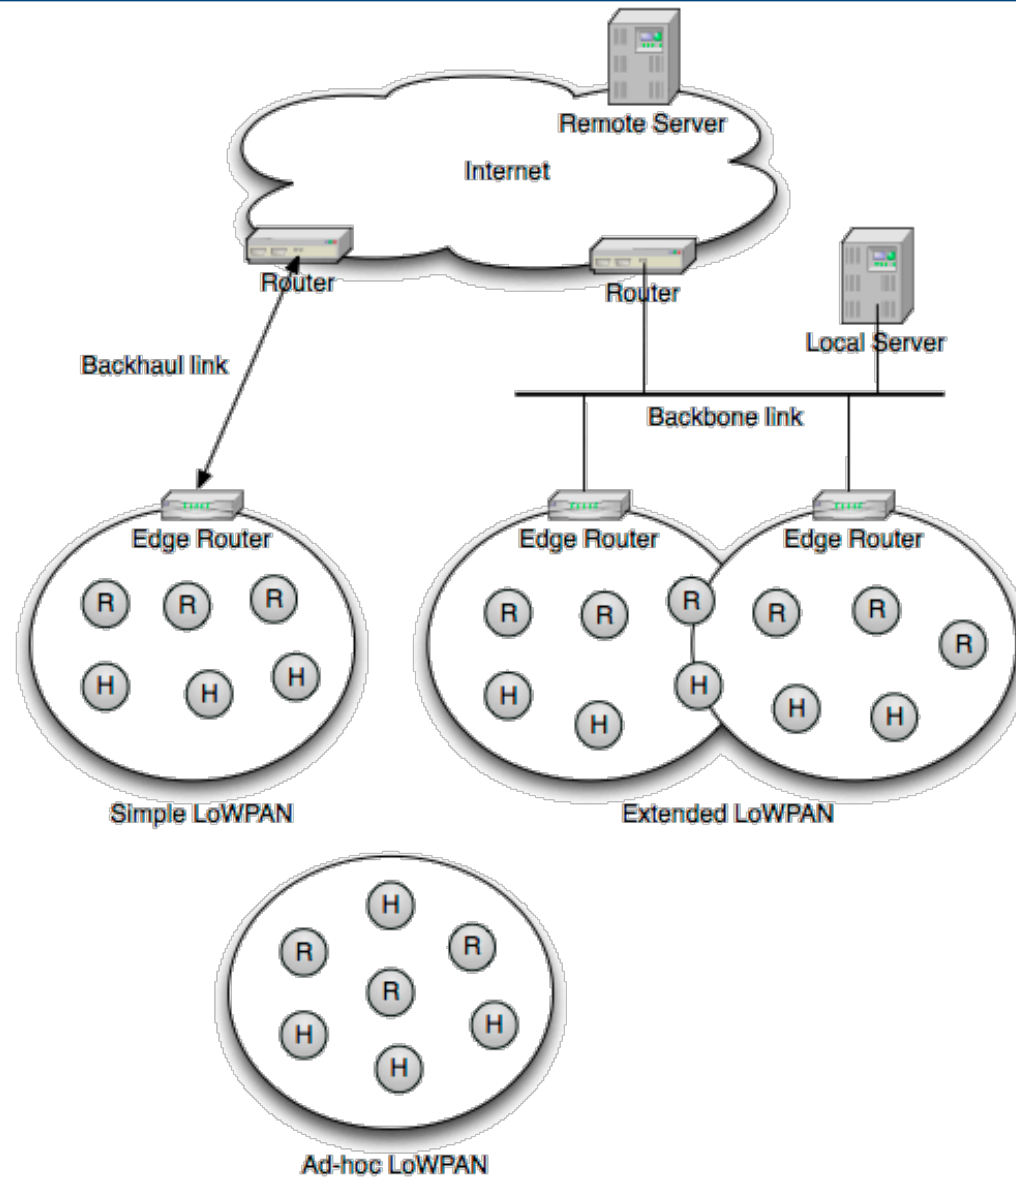 Remote Server
Internet
Router
Router
Local Server
Backhaul link
Backbone link
Edge Router
Edge Router
Edge Router
R
R
R
H
H
H
R
R
R
R
R
R
H
H
H
H
H
Simple LoWPAN
Extended LoWPAN
H
R
R
R
H
H
H
Ad-hoc LoWPAN